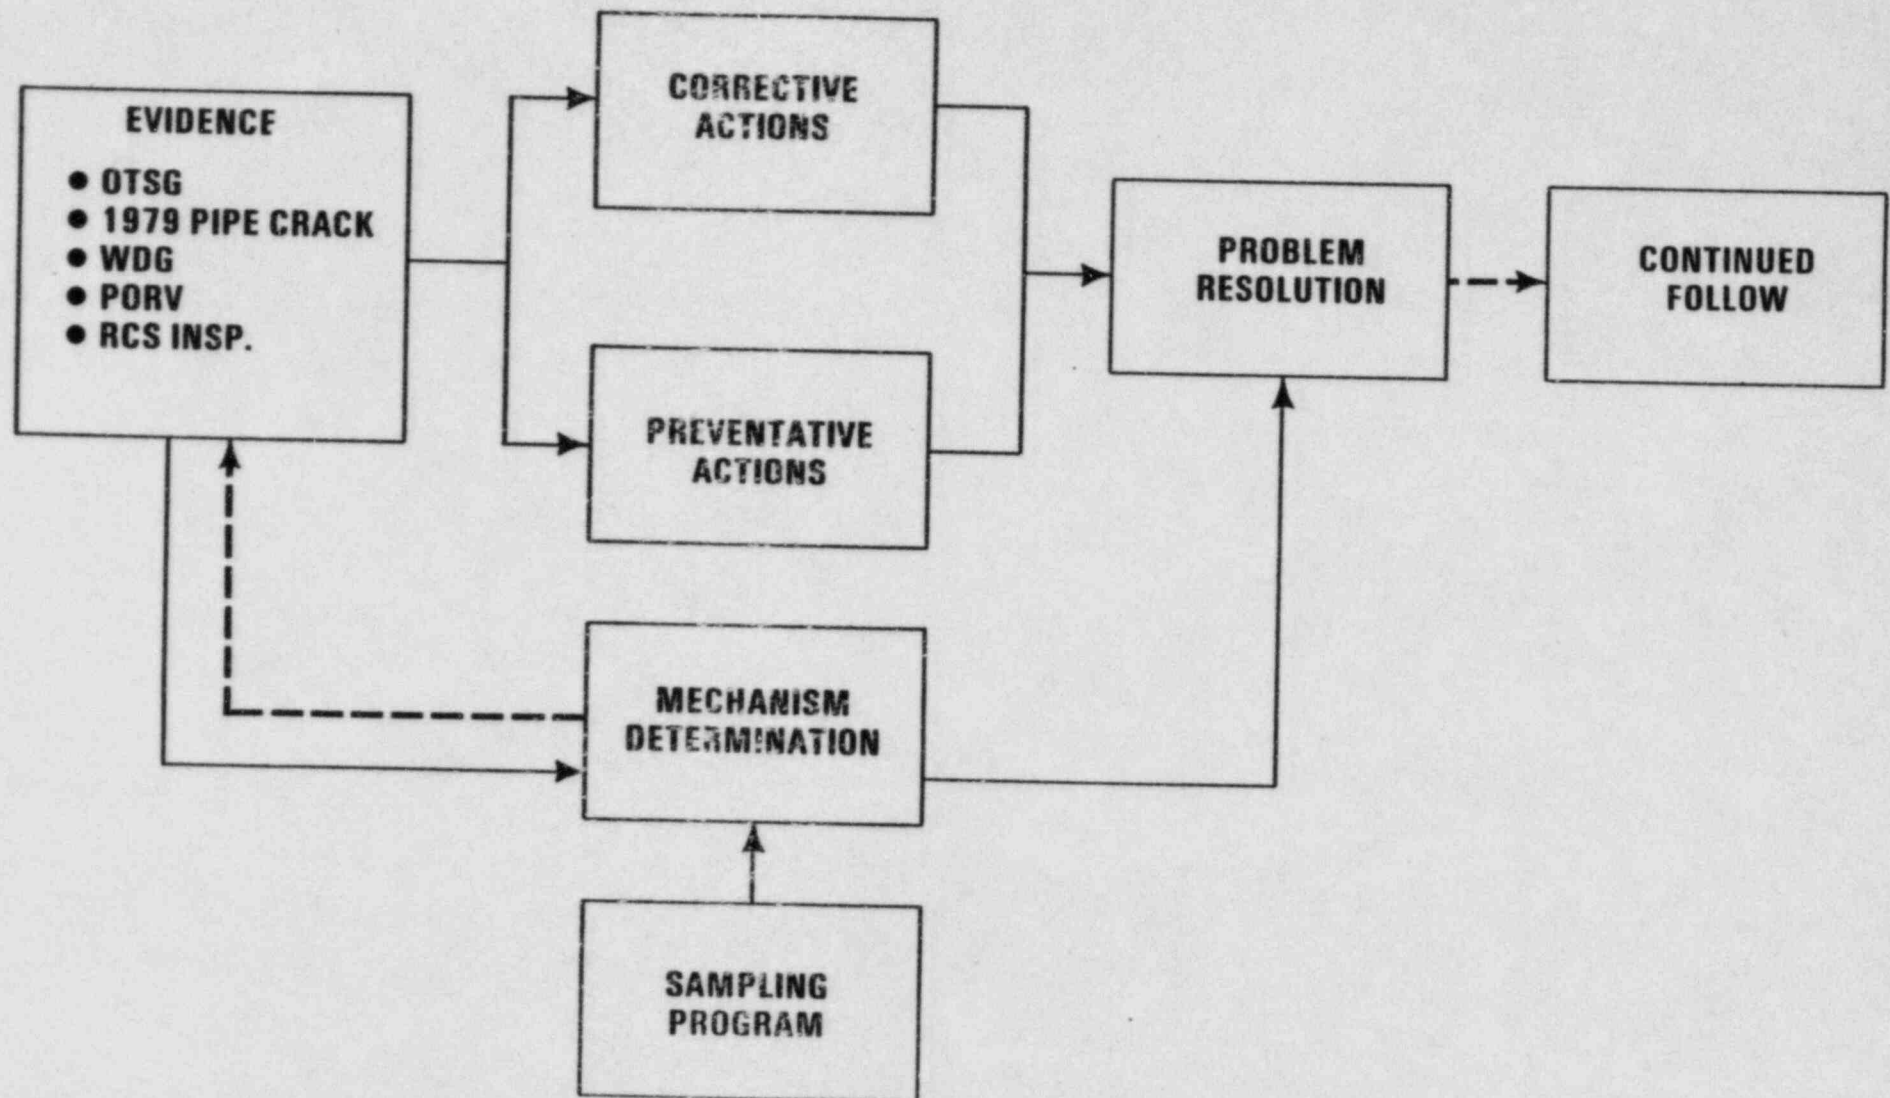 EVIDENCE
● OTSG
● 1979 PIPE CRACK
● WDG
● PORV
● RCS INSP.
CORRECTIVE
ACTIONS
PREVENTATIVE
ACTIONS
PROBLEM
RESOLUTION
CONTINUED
FOLLOW
MECHANISM
DETERMINATION
SAMPLING
PROGRAM